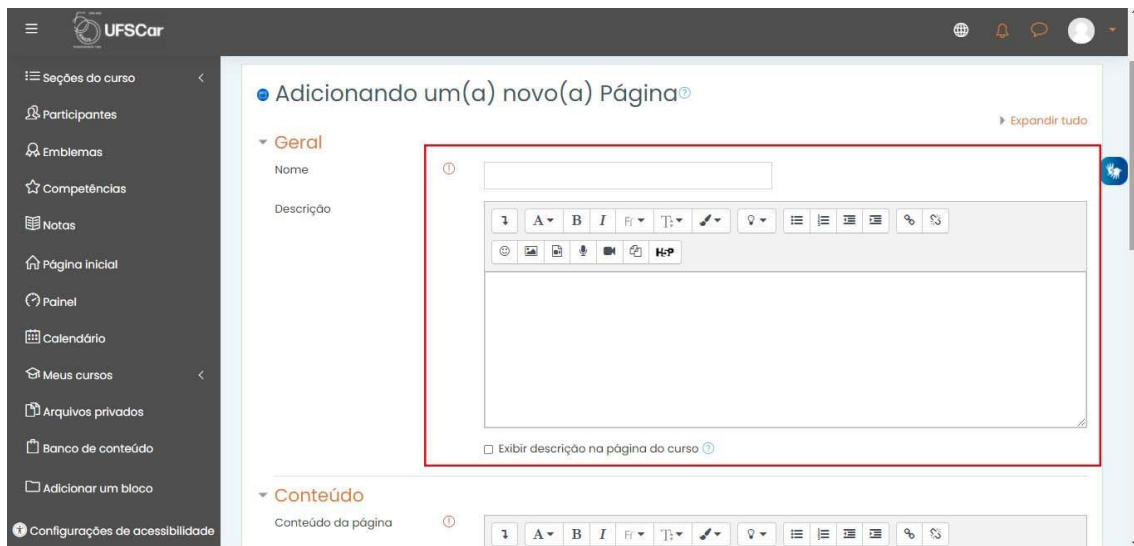 UFSCar
Seções do curso
Participantes
Emblemas
Competências
Notas
Página inicial
Painel
Calendário
Meus cursos
Arquivos privados
Banco de conteúdo
Adicionar um bloco
Configurações de acessibilidade
Adicionando um(a) novo(a) Página
Expandir tudo
Geral
Nome
Descrição
A B I
H-P
Exibir descrição na página do curso
Conteúdo
Conteúdo da página
A B I